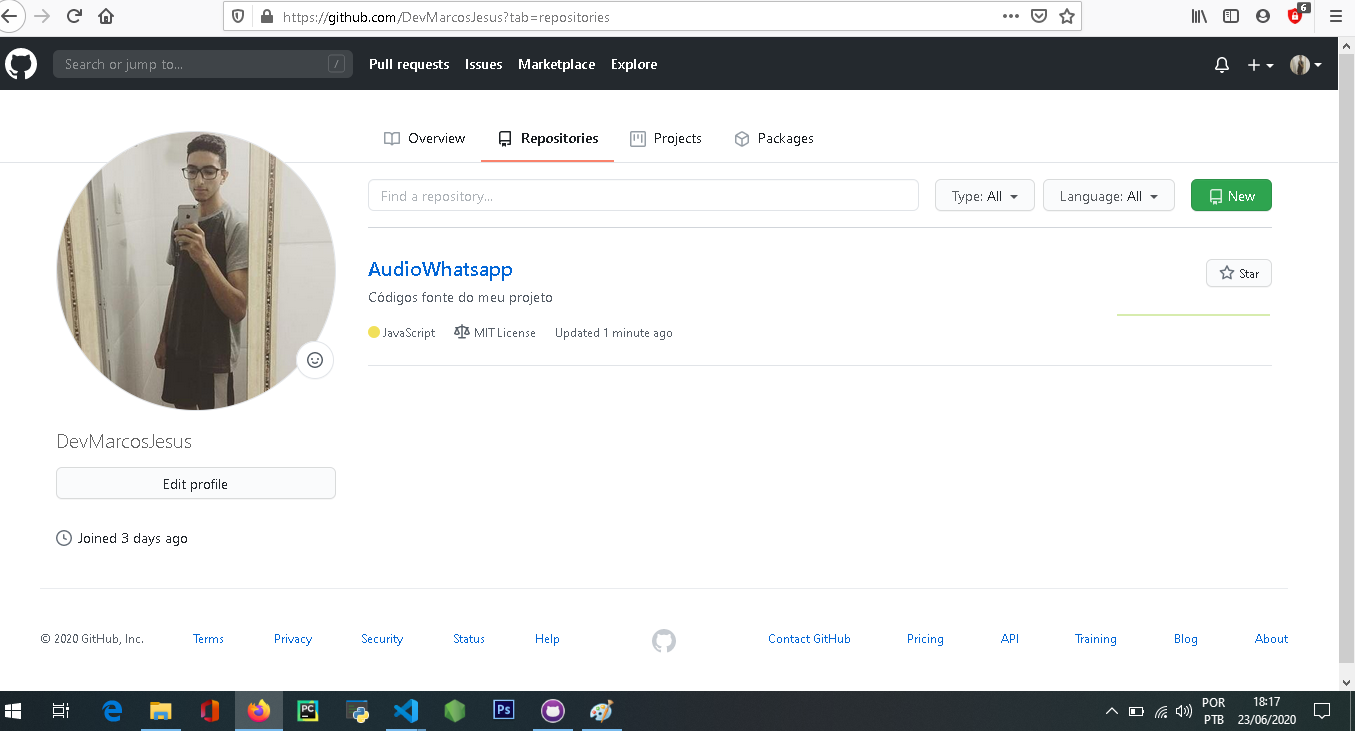 https://github.com/DevMarcosJesus?tab=repositories
6
Search or jump to... /
Pull requests Issues Marketplace Explore
Overview Repositories Projects Packages
Find a repository... Type: All Language: All New
AudioWhatsapp
Star
Códigos fonte do meu projeto
JavaScript MIT License Updated 1 minute ago
DevMarcosJesus
Edit profile
Joined 3 days ago
© 2020 GitHub, Inc. Terms Privacy Security Status Help Contact GitHub Pricing API Training Blog About
PC Ps
POR 18:17
PTB 23/06/2020